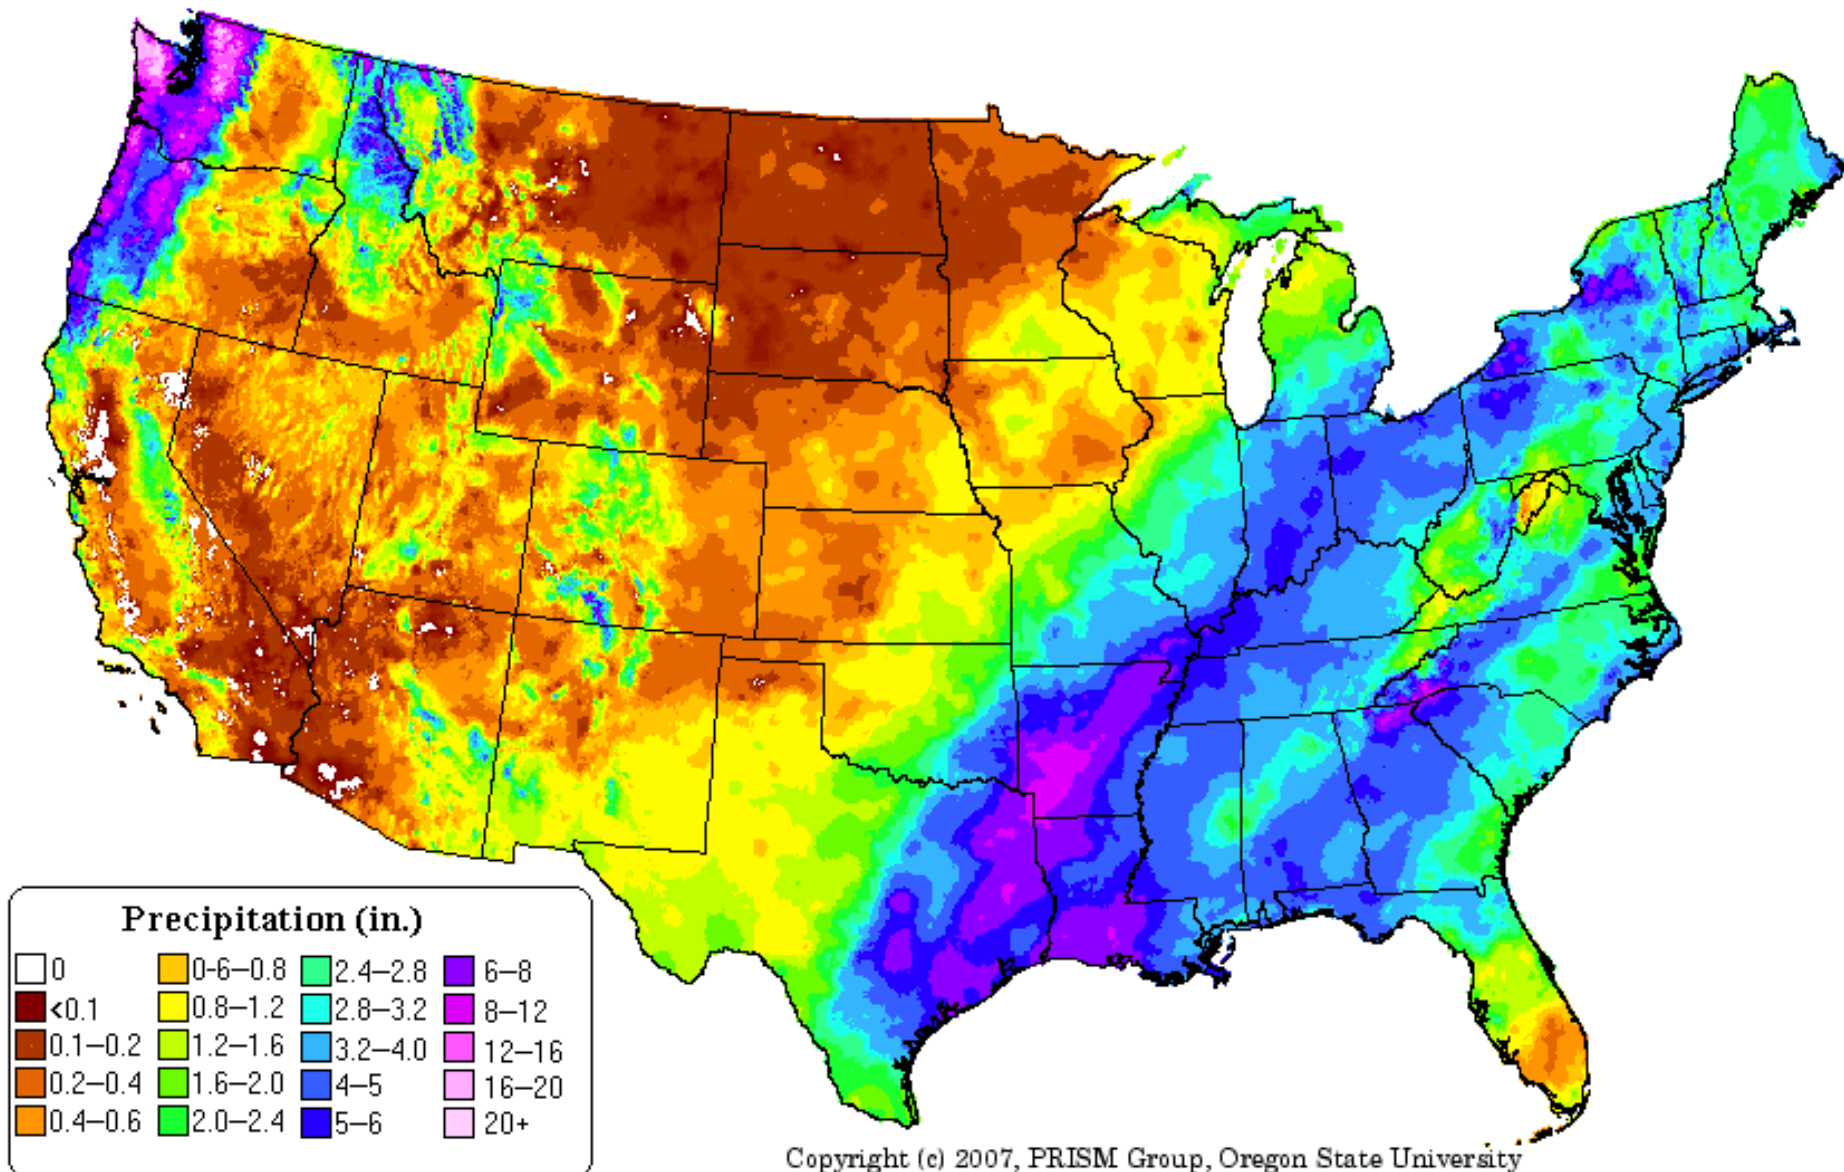 Precipitation (in.)
0 0-6–0.8 2.4–2.8 6–8
<0.1 0.8–1.2 2.8–3.2 8–12
0.1–0.2 1.2–1.6 3.2–4.0 12–16
0.2–0.4 1.6–2.0 4–5 16–20
0.4–0.6 2.0–2.4 5–6 20+
Copyright (c) 2007, PRISM Group, Oregon State University